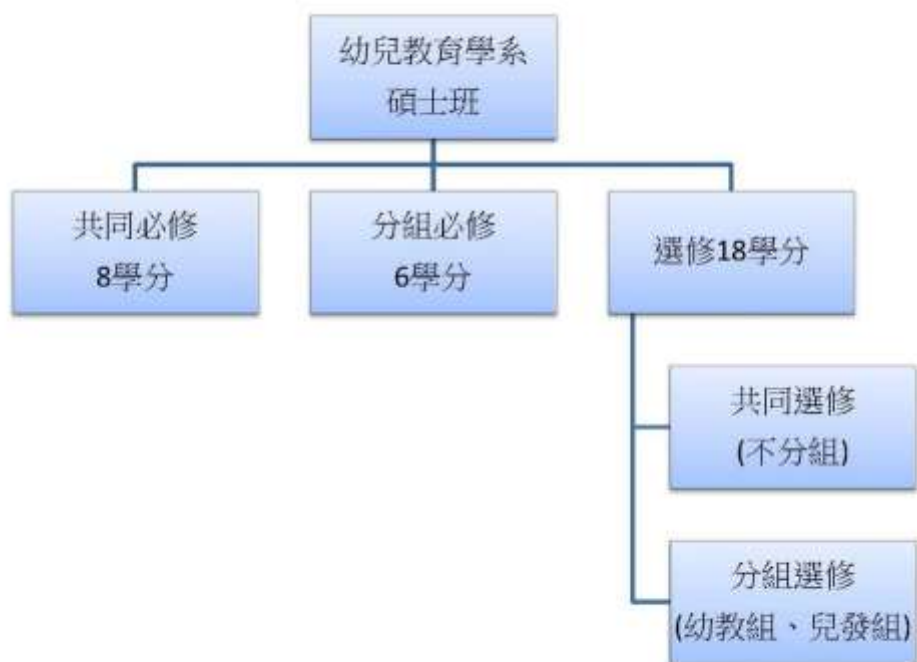 幼兒教育學系
碩士班
共同必修
8學分
分組必修
6學分
選修18學分
共同選修
(不分組)
分組選修
(幼教組、兒發組)